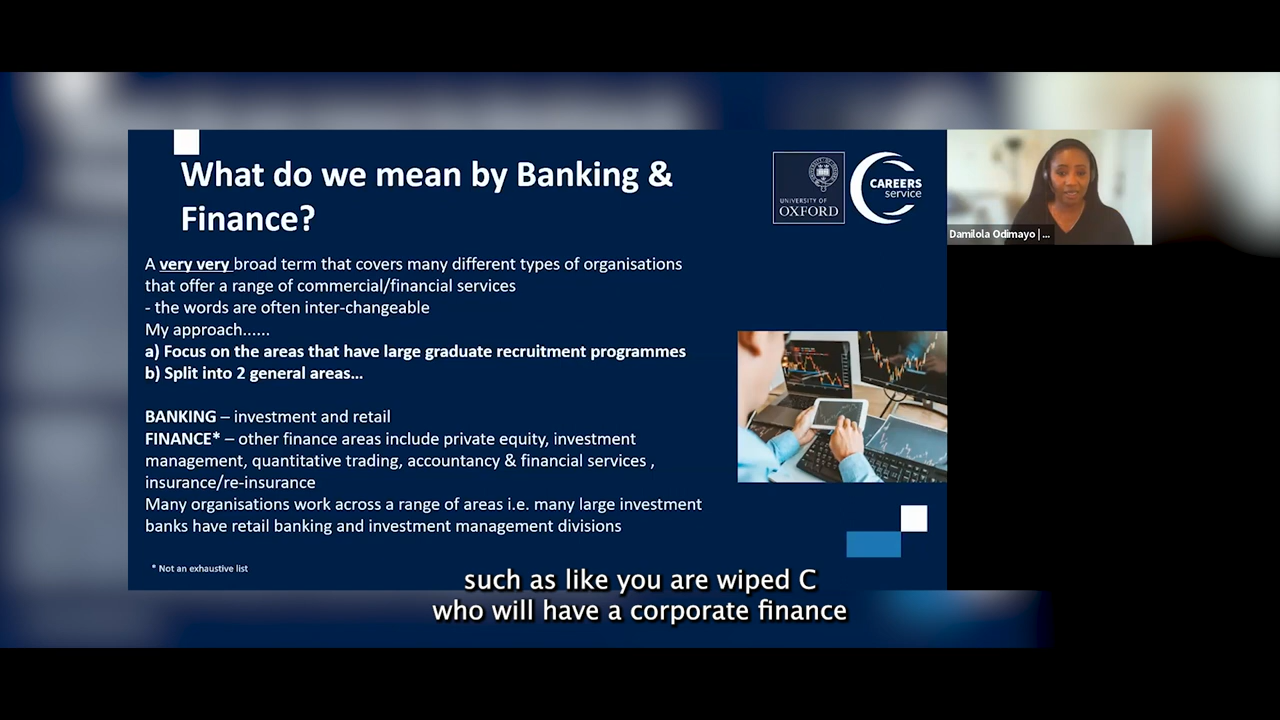 What do we mean by Banking &
Finance?
UNIVERSITY OF
OXFORD
CAREERS
service
Damilola Odimayo | ...
A very very broad term that covers many different types of organisations
that offer a range of commercial/financial services
- the words are often inter-changeable
My approach......
a) Focus on the areas that have large graduate recruitment programmes
b) Split into 2 general areas...
BANKING – investment and retail
FINANCE* – other finance areas include private equity, investment
management, quantitative trading, accountancy & financial services ,
insurance/re-insurance
Many organisations work across a range of areas i.e. many large investment
banks have retail banking and investment management divisions
* Not an exhaustive list
such as like you are wiped C
who will have a corporate finance